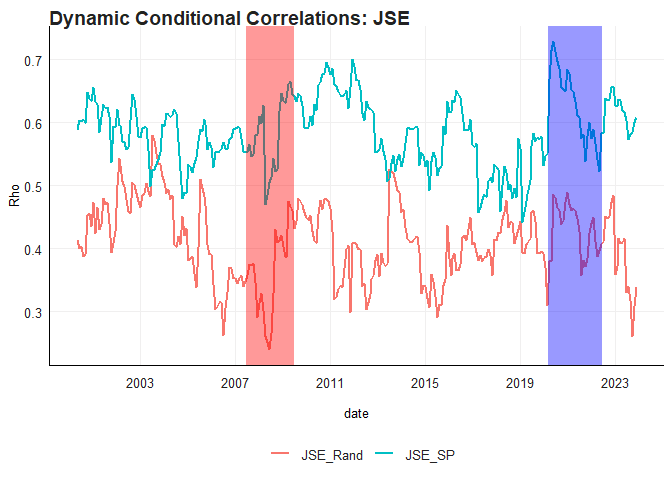 Dynamic Conditional Correlations: JSE
0.7
0.6
0.5
0.4
0.3
Rho
2003
2007
2011
2015
2019
2023
date
JSE_Rand
JSE_SP